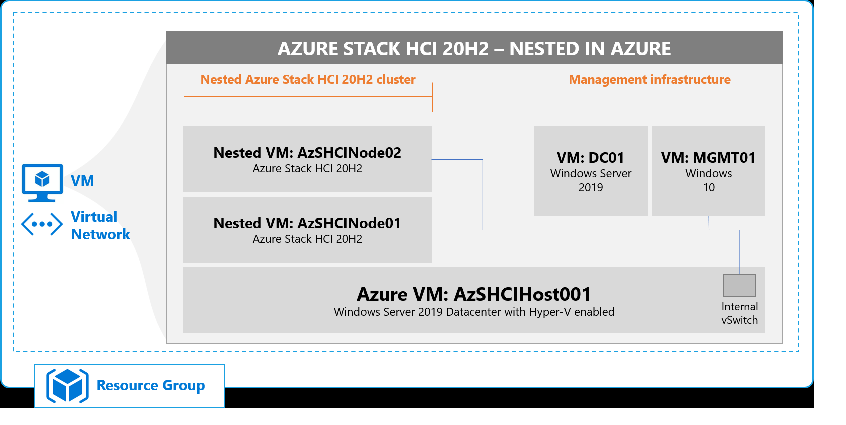 AZURE STACK HCI 20H2 – NESTED IN AZURE
Nested Azure Stack HCI 20H2 cluster
Management infrastructure
Nested VM: AzSHCINode02
Azure Stack HCI 20H2
VM: DC01
Windows Server
2019
VM: MGMT01
Windows
10
VM
Virtual
Network
Nested VM: AzSHCINode01
Azure Stack HCI 20H2
Azure VM: AzSHCIHost001
Windows Server 2019 Datacenter with Hyper-V enabled
Internal
vSwitch
Resource Group